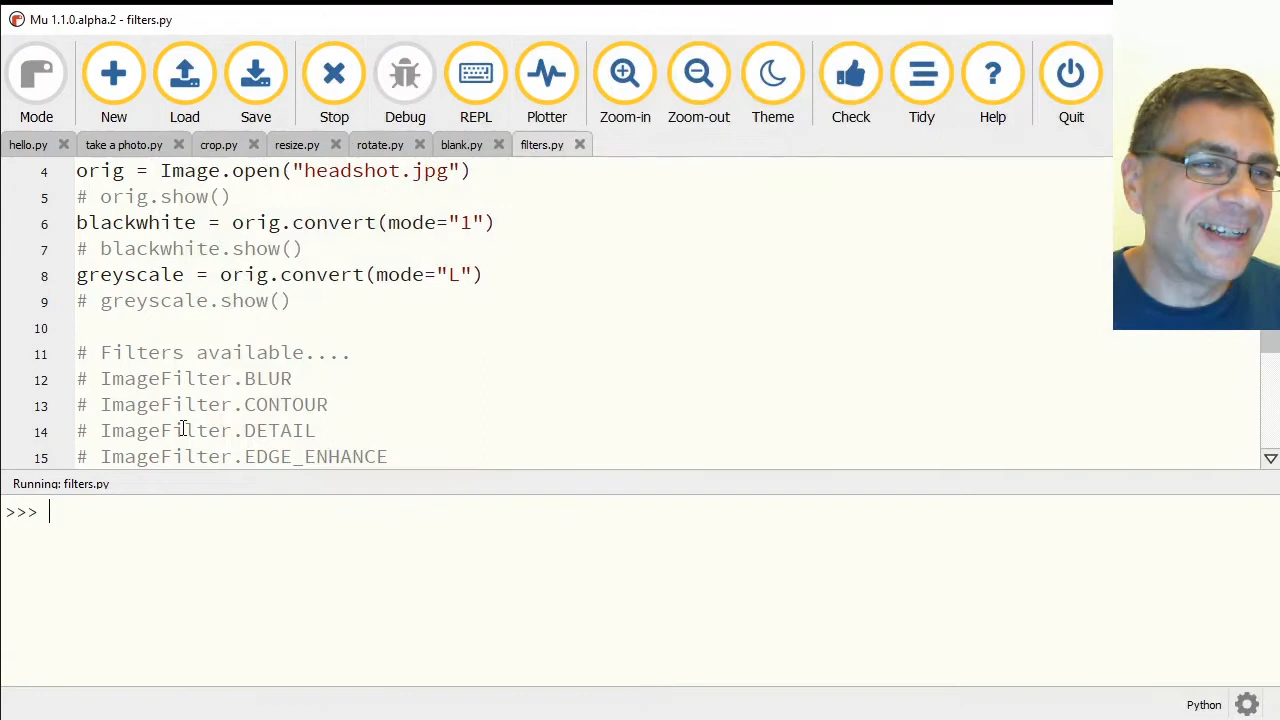 Mu 1.1.0.alpha.2 - filters.py
Mode New Load Save Stop Debug REPL Plotter Zoom-in Zoom-out Theme Check Tidy ? Help Quit
hello.py take a photo.py crop.py resize.py rotate.py blank.py filters.py
4 orig = Image.open("headshot.jpg")
5 # orig.show()
6 blackwhite = orig.convert(mode="1")
7 # blackwhite.show()
8 greyscale = orig.convert(mode="L")
9 # greyscale.show()
10
11 # Filters available....
12 # ImageFilter.BLUR
13 # ImageFilter.CONTOUR
14 # ImageFilter.DETAIL
15 # ImageFilter.EDGE_ENHANCE
Running: filters.py
>>>
Python